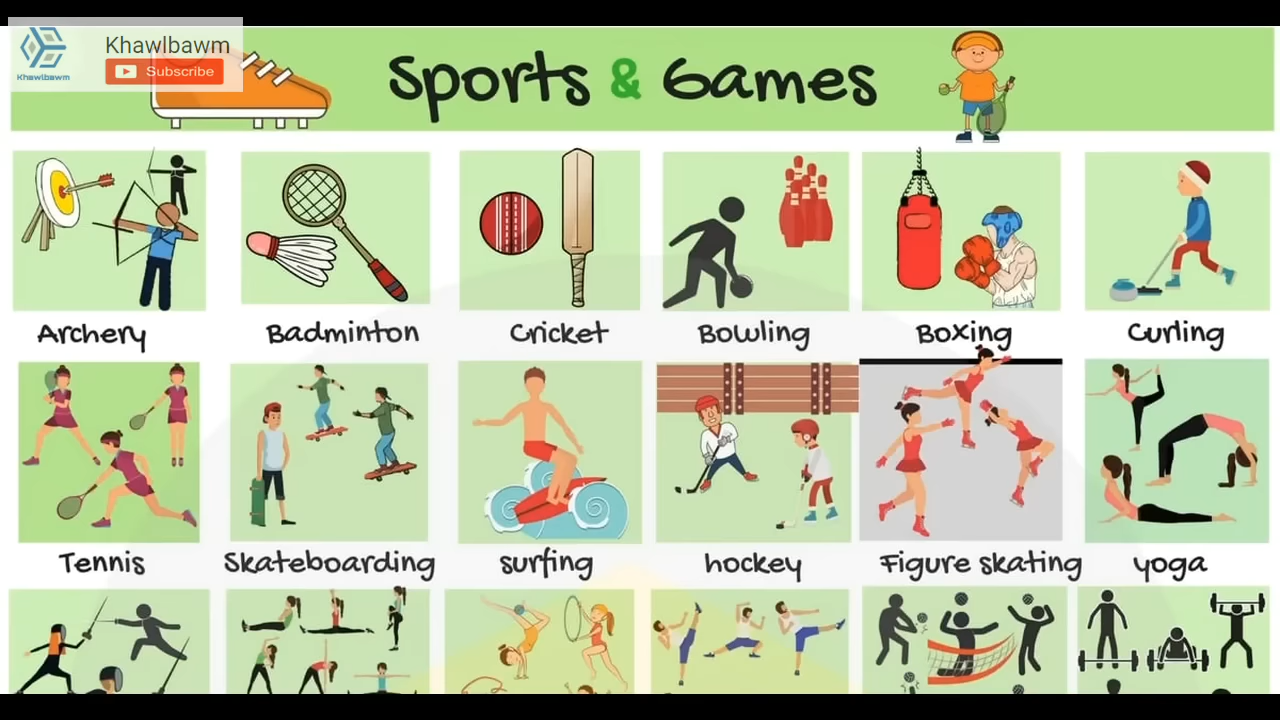 Khawlbawm
Khawlbawm
Subscribe
Sports & Games
Archery
Badminton
Cricket
Bowling
Boxing
Curling
Tennis
Skateboarding
surfing
hockey
Figure skating
yoga